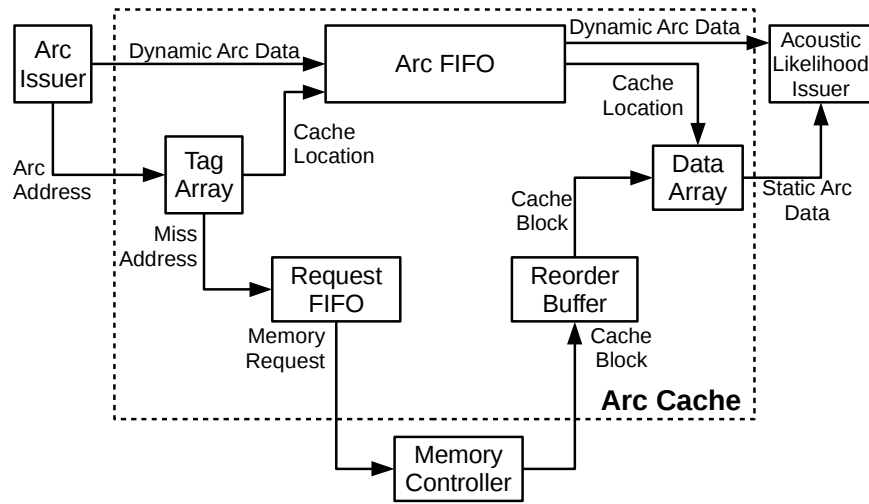 Arc
Issuer
Dynamic Arc Data
Arc FIFO
Dynamic Arc Data
Acoustic
Likelihood
Issuer
Cache
Location
Cache
Location
Arc
Address
Tag
Array
Data
Array
Static Arc
Data
Miss
Address
Cache
Block
Request
FIFO
Reorder
Buffer
Memory
Request
Cache
Block
Arc Cache
Memory
Controller